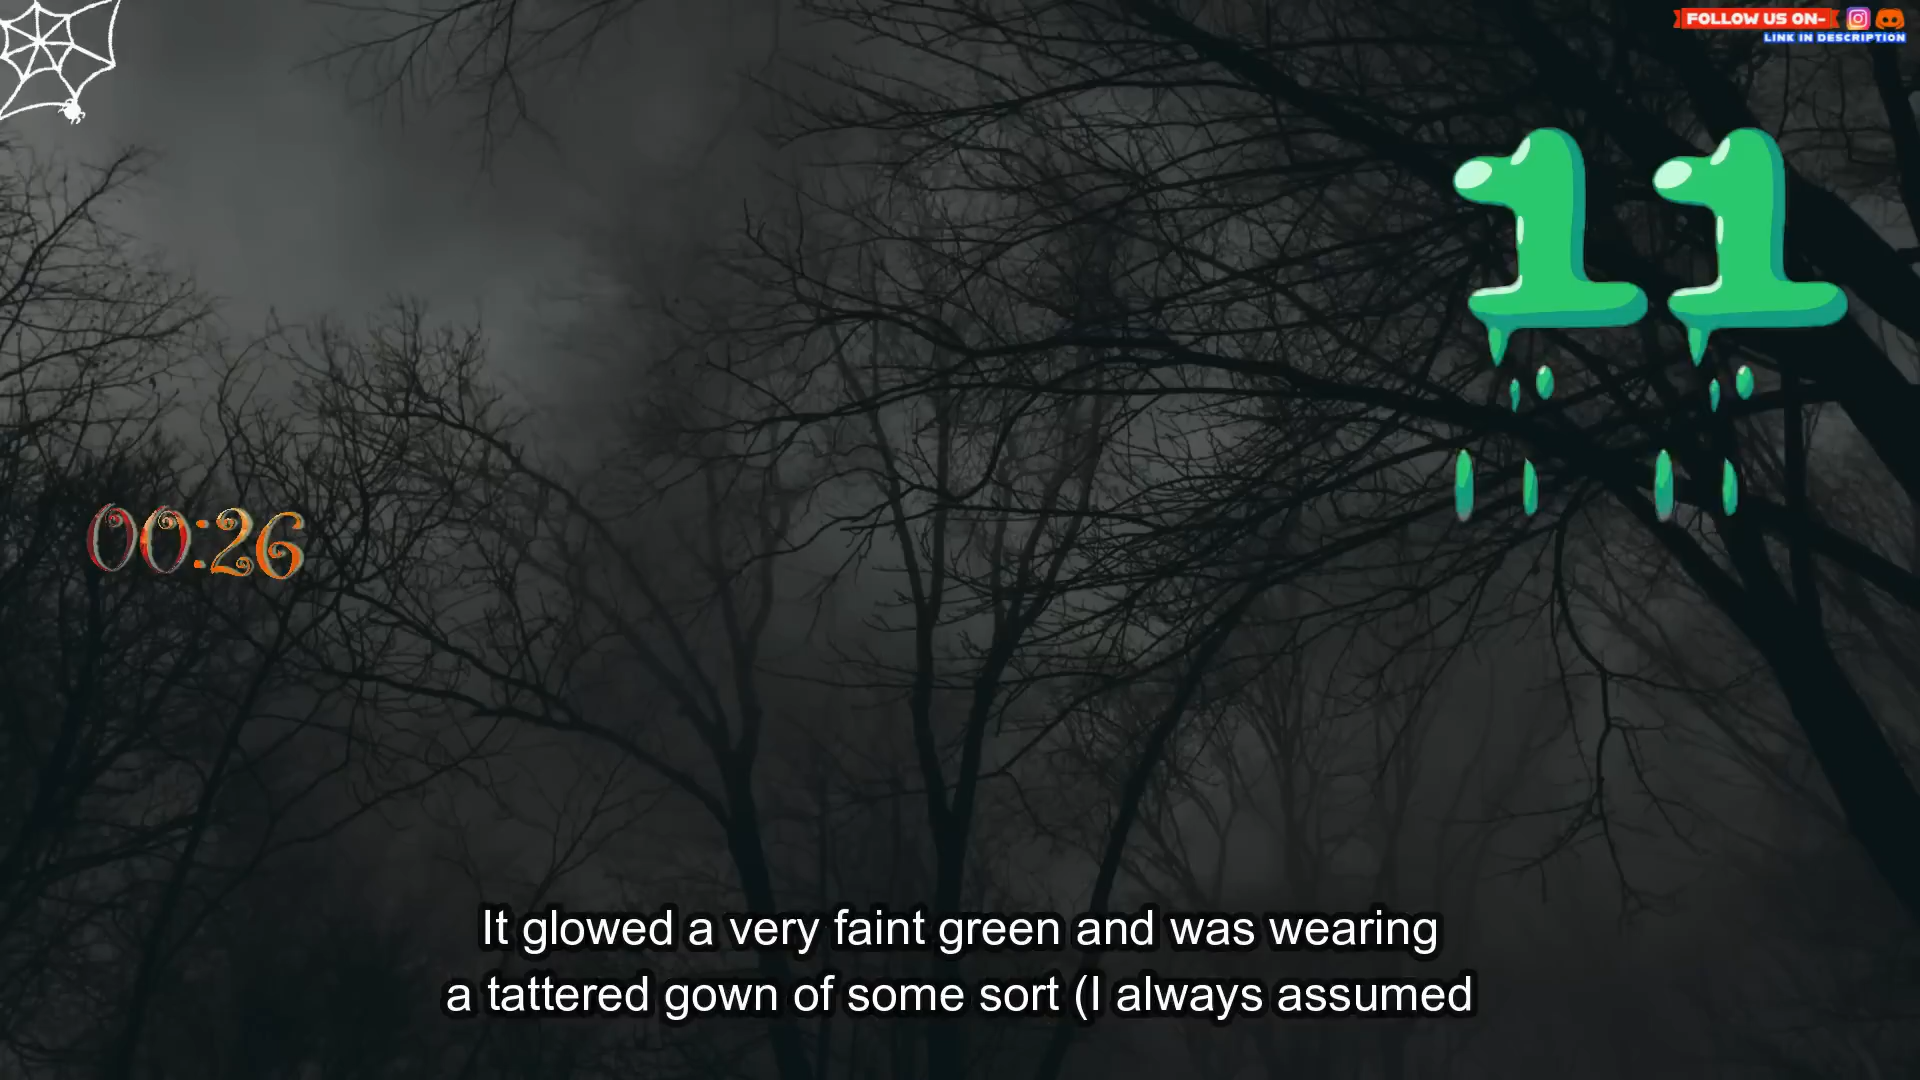 FOLLOW US ON-
LINK IN DESCRIPTION
11
00:26
It glowed a very faint green and was wearing
a tattered gown of some sort (I always assumed